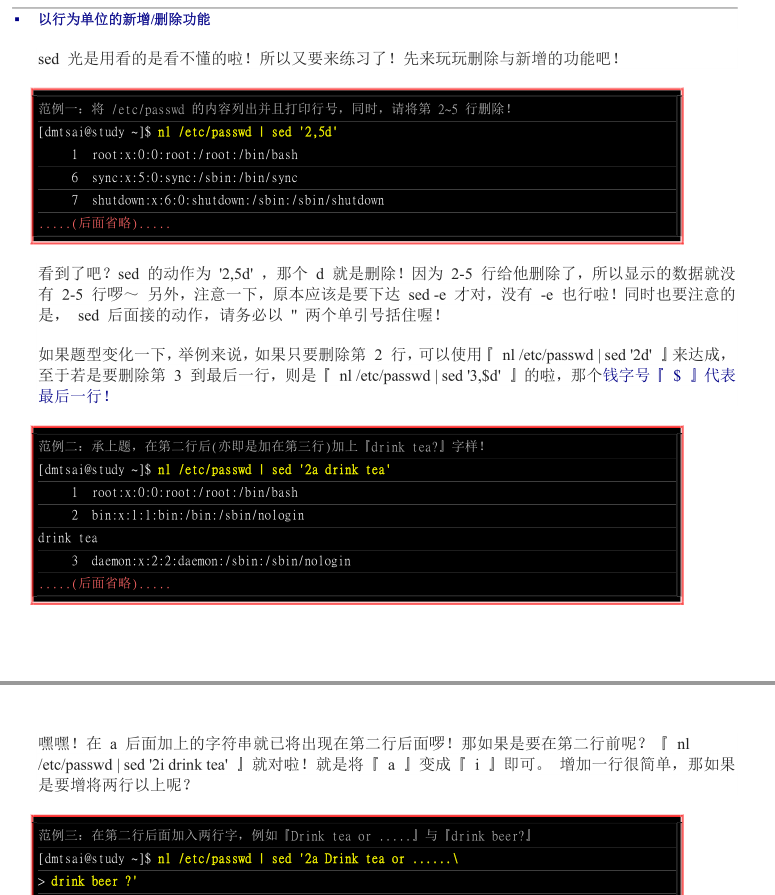 ▪ 以行为单位的新增/删除功能
sed 光是用看的是看不懂的啦！所以又要来练习了！先来玩玩删除与新增的功能吧！
范例一：将 /etc/passwd 的内容列出并且打印行号，同时，请将第 2~5 行删除！
[dmtsai@study ~]$ nl /etc/passwd | sed '2,5d'
1 root:x:0:0:root:/root:/bin/bash
6 sync:x:5:0:sync:/sbin:/bin/sync
7 shutdown:x:6:0:shutdown:/sbin:/sbin/shutdown
.....(后面省略).....
看到了吧？sed 的动作为 '2,5d' ，那个 d 就是删除！因为 2-5 行给他删除了，所以显示的数据就没
有 2-5 行啰～ 另外，注意一下，原本应该是要下达 sed -e 才对，没有 -e 也行啦！同时也要注意的
是， sed 后面接的动作，请务必以 '' 两个单引号括住喔！
如果题型变化一下，举例来说，如果只要删除第 2 行，可以使用『 nl /etc/passwd | sed '2d' 』来达成，
至于若是要删除第 3 到最后一行，则是『 nl /etc/passwd | sed '3,$d' 』的啦，那个钱字号『 $ 』代表
最后一行！
范例二：承上题，在第二行后(亦即是加在第三行)加上『drink tea?』字样！
[dmtsai@study ~]$ nl /etc/passwd | sed '2a drink tea'
1 root:x:0:0:root:/root:/bin/bash
2 bin:x:1:1:bin:/bin:/sbin/nologin
drink tea
3 daemon:x:2:2:daemon:/sbin:/sbin/nologin
.....(后面省略).....
嘿嘿！在 a 后面加上的字符串就已将出现在第二行后面啰！那如果是要在第二行前呢？『 nl
/etc/passwd | sed '2i drink tea' 』就对啦！就是将『 a 』变成『 i 』即可。 增加一行很简单，那如果
是要增将两行以上呢？
范例三：在第二行后面加入两行字，例如『Drink tea or .....』与『drink beer?』
[dmtsai@study ~]$ nl /etc/passwd | sed '2a Drink tea or ......\
> drink beer ?'